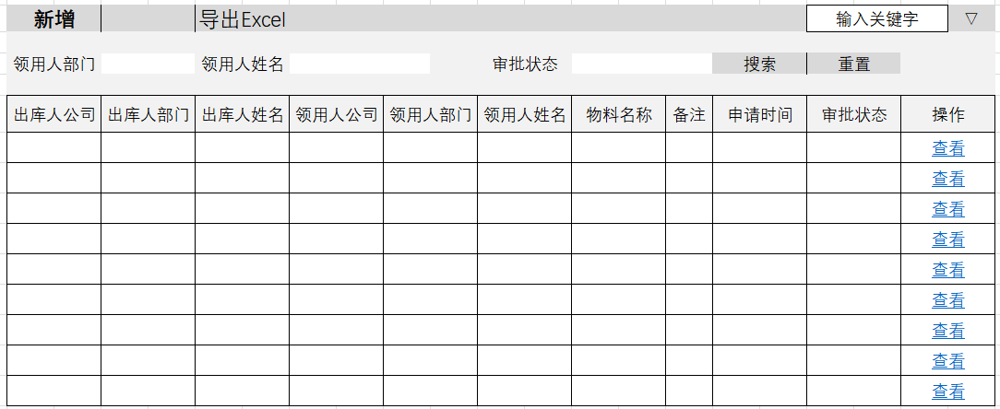 新增 导出Excel 输入关键字 ▽
领用人部门 领用人姓名 审批状态 搜索 重置
出库人公司 出库人部门 出库人姓名 领用人公司 领用人部门 领用人姓名 物料名称 备注 申请时间 审批状态 操作
查看
查看
查看
查看
查看
查看
查看
查看
查看